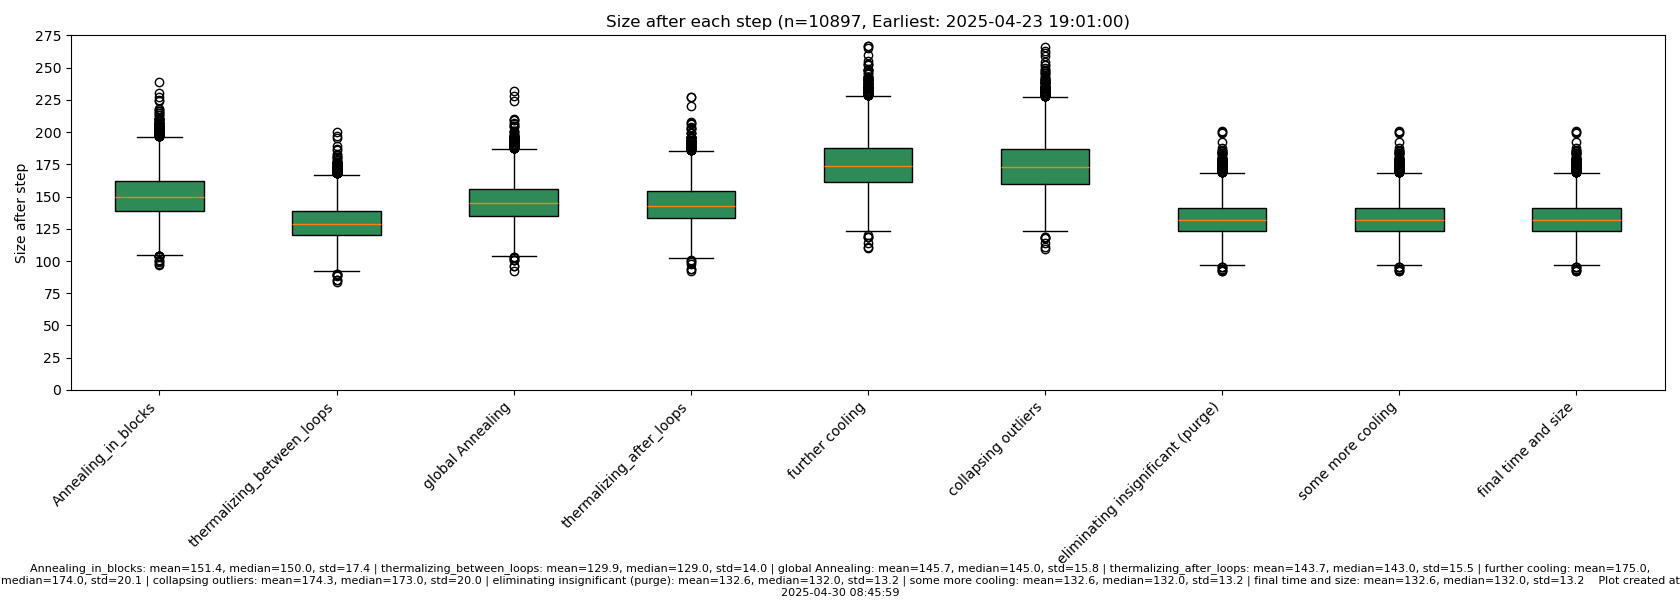 Size after each step (n=10897, Earliest: 2025-04-23 19:01:00)
275
250
225
200
175
150
125
100
75
50
25
0
Size after step
Annealing_in_blocks
thermalizing_between_loops
global Annealing
thermalizing_after_loops
further cooling
collapsing outliers
eliminating insignificant (purge)
some more cooling
final time and size
Annealing_in_blocks: mean=151.4, median=150.0, std=17.4 | thermalizing_between_loops: mean=129.9, median=129.0, std=14.0 | global Annealing: mean=145.7, median=145.0, std=15.8 | thermalizing_after_loops: mean=143.7, median=143.0, std=15.5 | further cooling: mean=175.0,
median=174.0, std=20.1 | collapsing outliers: mean=174.3, median=173.0, std=20.0 | eliminating insignificant (purge): mean=132.6, median=132.0, std=13.2 | some more cooling: mean=132.6, median=132.0, std=13.2 | final time and size: mean=132.6, median=132.0, std=13.2 Plot created at
2025-04-30 08:45:59